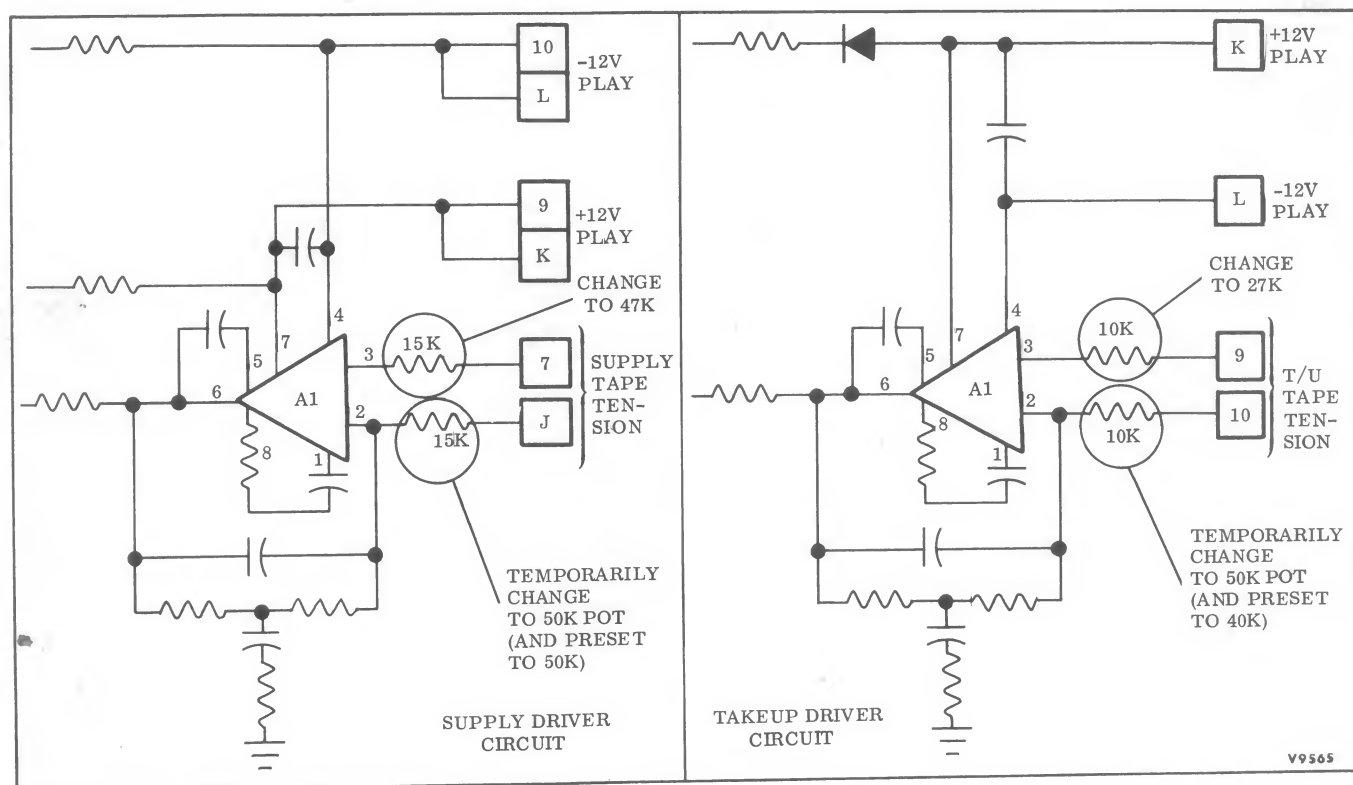 10
-12V
PLAY
L
9
+12V
PLAY
K
CHANGE
TO 47K
4
7
5
3
15K
7
6
A1
SUPPLY
TAPE
TEN-
SION
2
15K
J
8
1
TEMPORARILY
CHANGE
TO 50K POT
(AND PRESET
TO 50K)
SUPPLY DRIVER
CIRCUIT
K
+12V
PLAY
L
-12V
PLAY
CHANGE
TO 27K
4
7
5
3
10K
9
6
A1
T/U
TAPE
TEN-
SION
2
10K
10
8
1
TEMPORARILY
CHANGE
TO 50K POT
(AND PRESET
TO 40K)
TAKEUP DRIVER
CIRCUIT
V9565